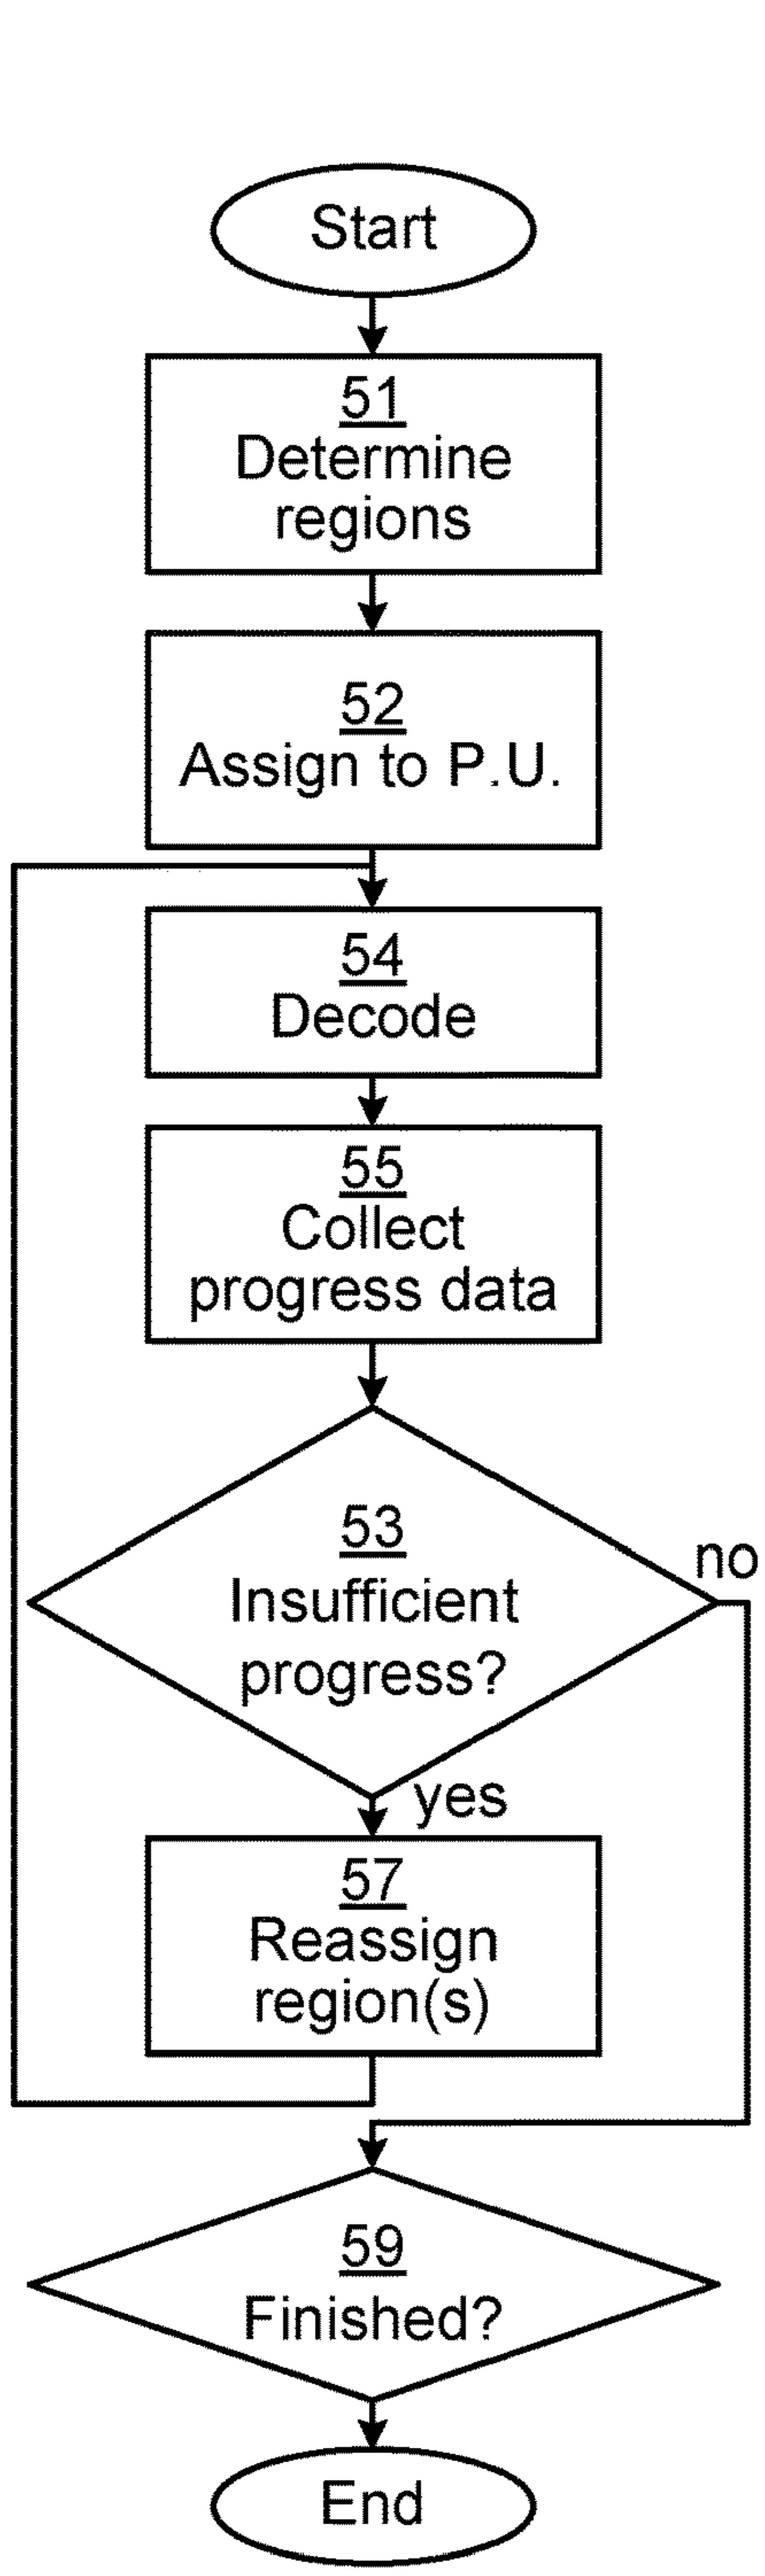 Start
51
Determine
regions
52
Assign to P.U.
54
Decode
55
Collect
progress data
53
Insufficient
progress?
no
yes
57
Reassign
region(s)
59
Finished?
End